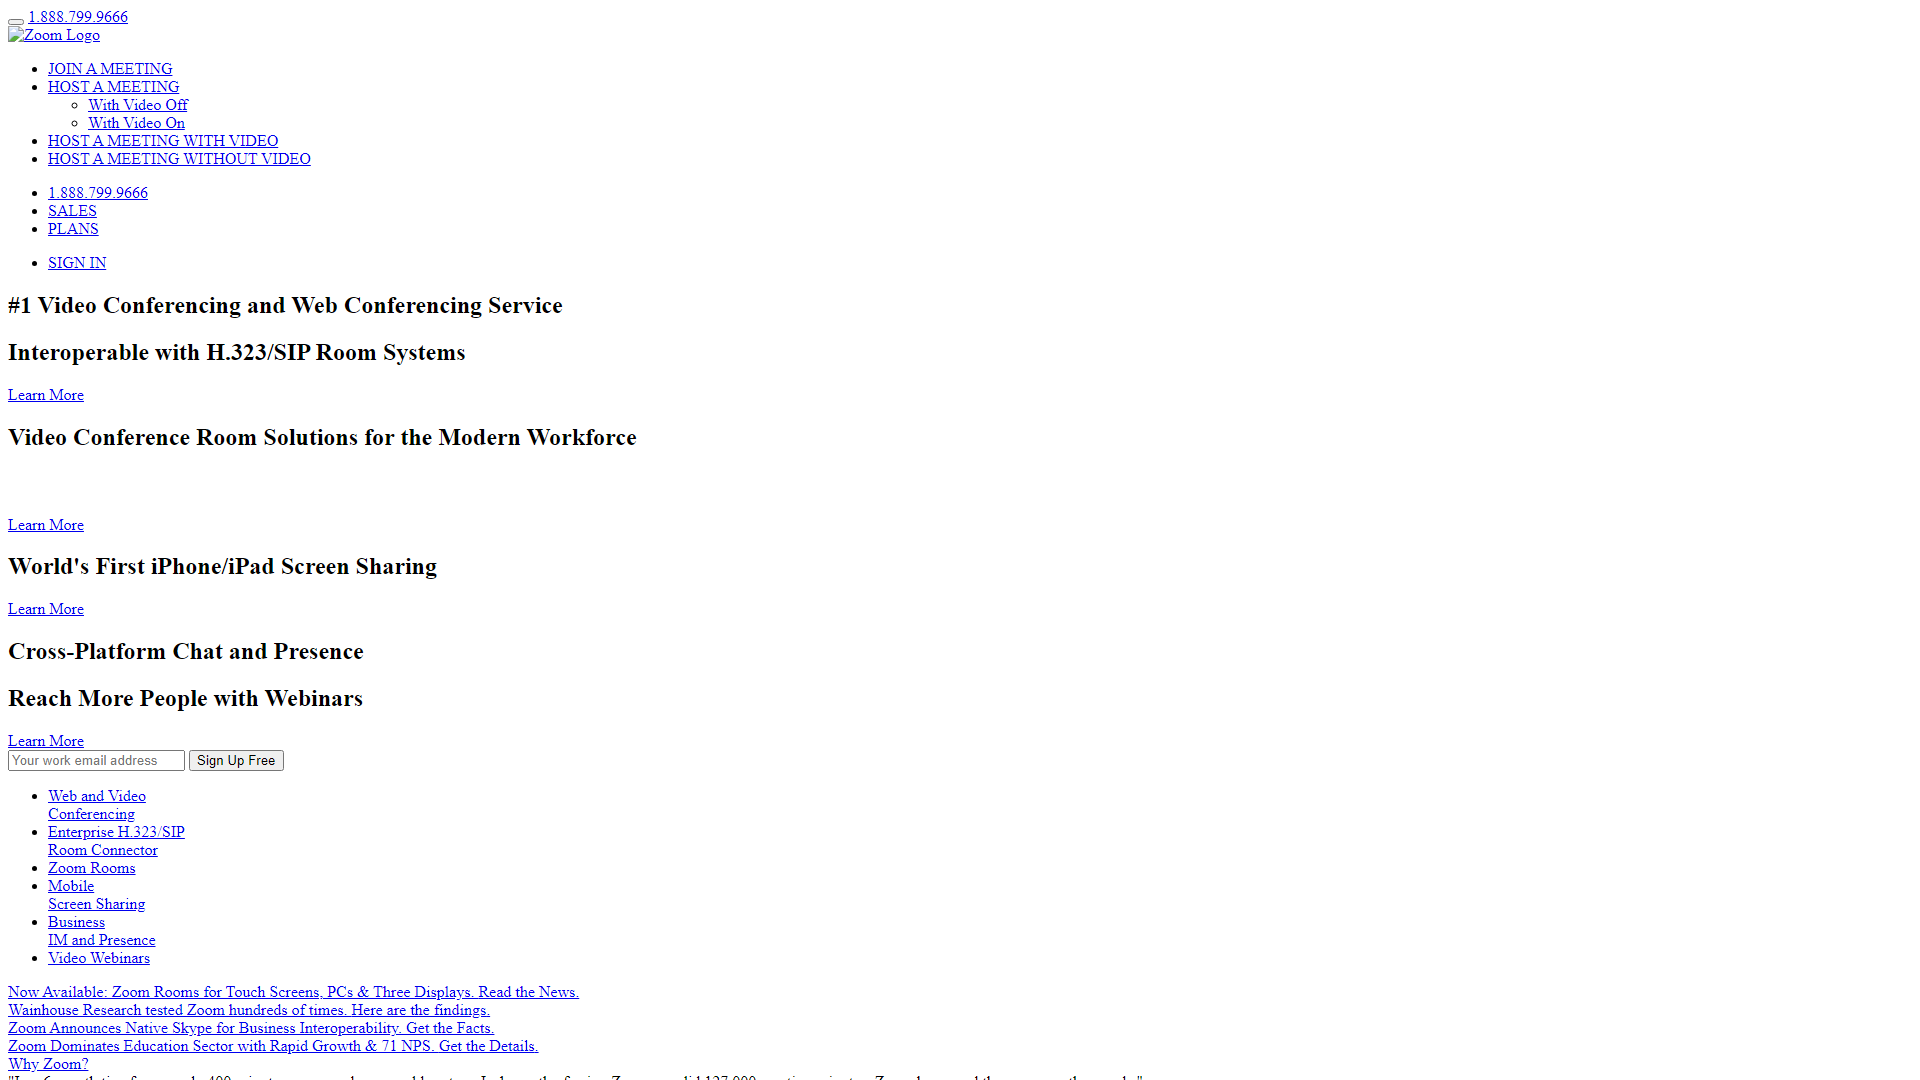 1.888.799.9666
Zoom Logo
JOIN A MEETING
HOST A MEETING
With Video Off
With Video On
HOST A MEETING WITH VIDEO
HOST A MEETING WITHOUT VIDEO
1.888.799.9666
SALES
PLANS
SIGN IN
#1 Video Conferencing and Web Conferencing Service
Interoperable with H.323/SIP Room Systems
Learn More
Video Conference Room Solutions for the Modern Workforce
Learn More
World's First iPhone/iPad Screen Sharing
Learn More
Cross-Platform Chat and Presence
Reach More People with Webinars
Learn More
Your work email address Sign Up Free
Web and Video
Conferencing
Enterprise H.323/SIP
Room Connector
Zoom Rooms
Mobile
Screen Sharing
Business
IM and Presence
Video Webinars
Now Available: Zoom Rooms for Touch Screens, PCs & Three Displays. Read the News.
Wainhouse Research tested Zoom hundreds of times. Here are the findings.
Zoom Announces Native Skype for Business Interoperability. Get the Facts.
Zoom Dominates Education Sector with Rapid Growth & 71 NPS. Get the Details.
Why Zoom?